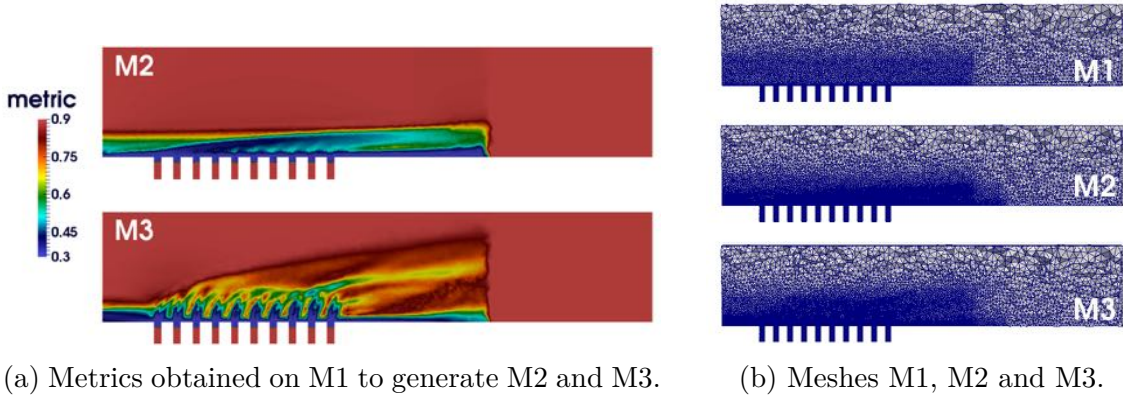 M2
metric
0.9
0.75
0.6
0.45
0.3
M3
M1
M2
M3
(a) Metrics obtained on M1 to generate M2 and M3.
(b) Meshes M1, M2 and M3.